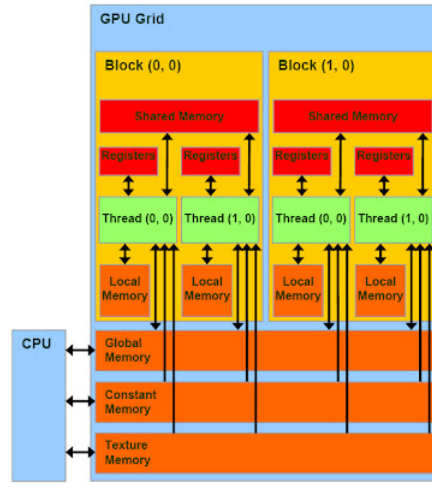 GPU Grid
Block (0, 0)
Block (1, 0)
Shared Memory
Shared Memory
Registers
Registers
Registers
Registers
Thread (0, 0)
Thread (1, 0)
Thread (0, 0)
Thread (1, 0)
Local
Memory
Local
Memory
Local
Memory
Local
Memory
CPU
Global
Memory
Constant
Memory
Texture
Memory